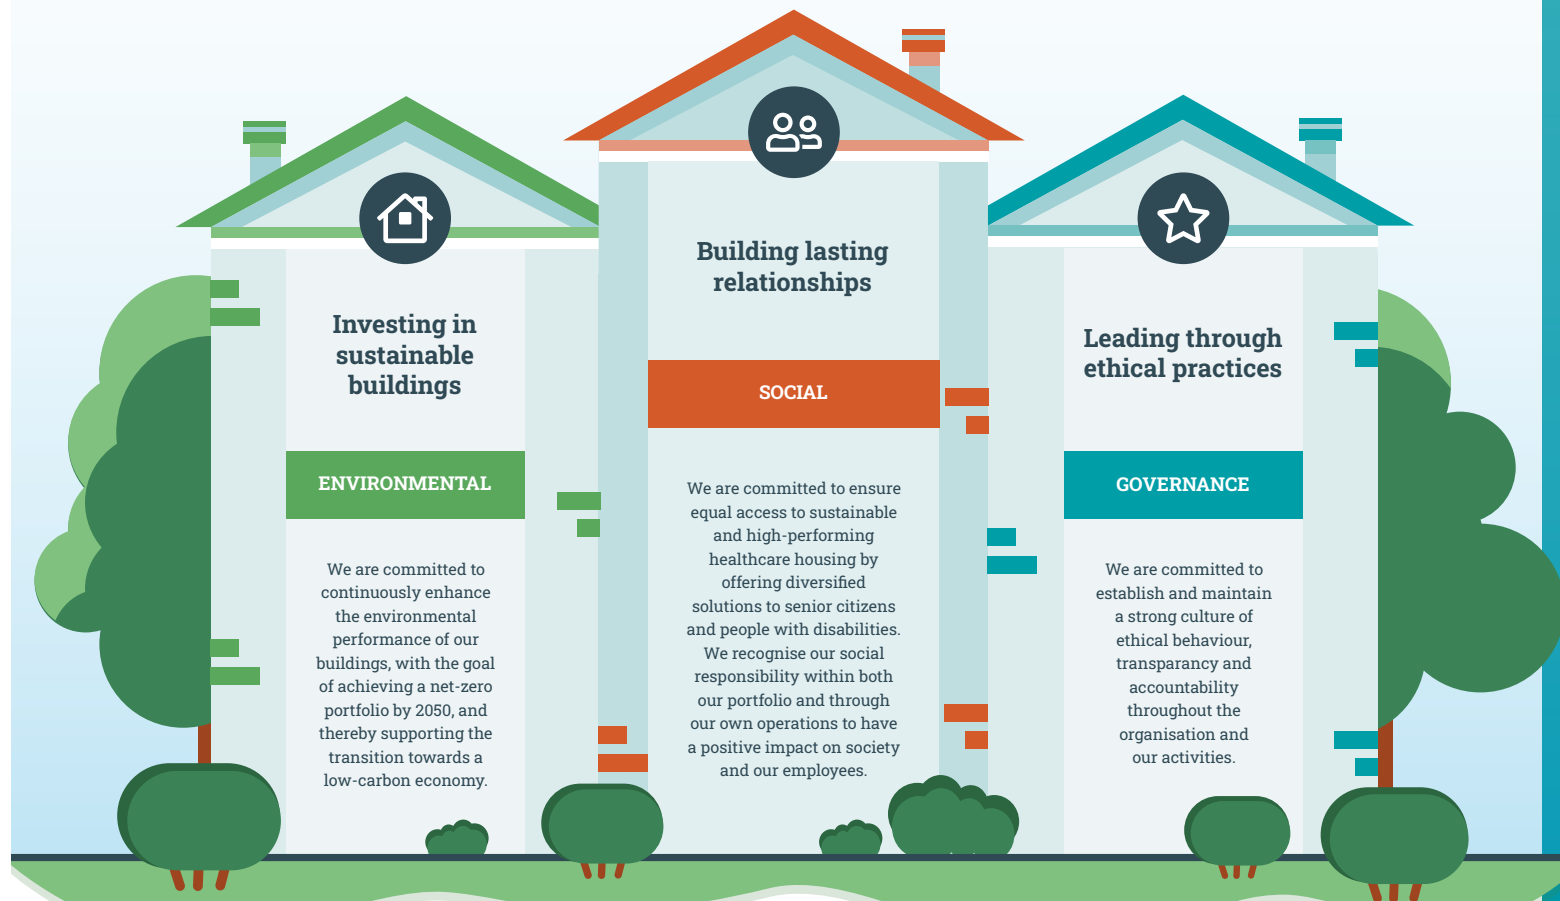 Investing in
sustainable
buildings
ENVIRONMENTAL
We are committed to
continuously enhance
the environmental
performance of our
buildings, with the goal
of achieving a net-zero
portfolio by 2050, and
thereby supporting the
transition towards a
low-carbon economy.
Building lasting
relationships
SOCIAL
We are committed to ensure
equal access to sustainable
and high-performing
healthcare housing by
offering diversified
solutions to senior citizens
and people with disabilities.
We recognise our social
responsibility within both
our portfolio and through
our own operations to have
a positive impact on society
and our employees.
Leading through
ethical practices
GOVERNANCE
We are committed to
establish and maintain
a strong culture of
ethical behaviour,
transparancy and
accountability
throughout the
organisation and
our activities.